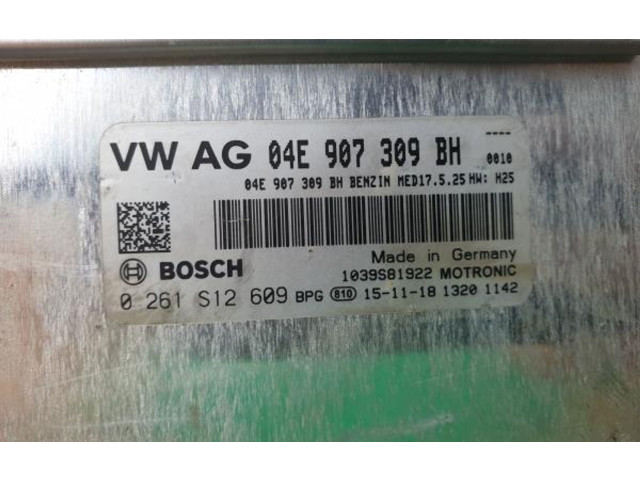 ----
VW AG 04E 907 309 BH 0010
04E 907 309 BH BENZIN MED17.5.25 HW: H25
Made in Germany
BOSCH 1039S81922 MOTRONIC
0 261 S12 609 BPG 810 15-11-18 1320 1142